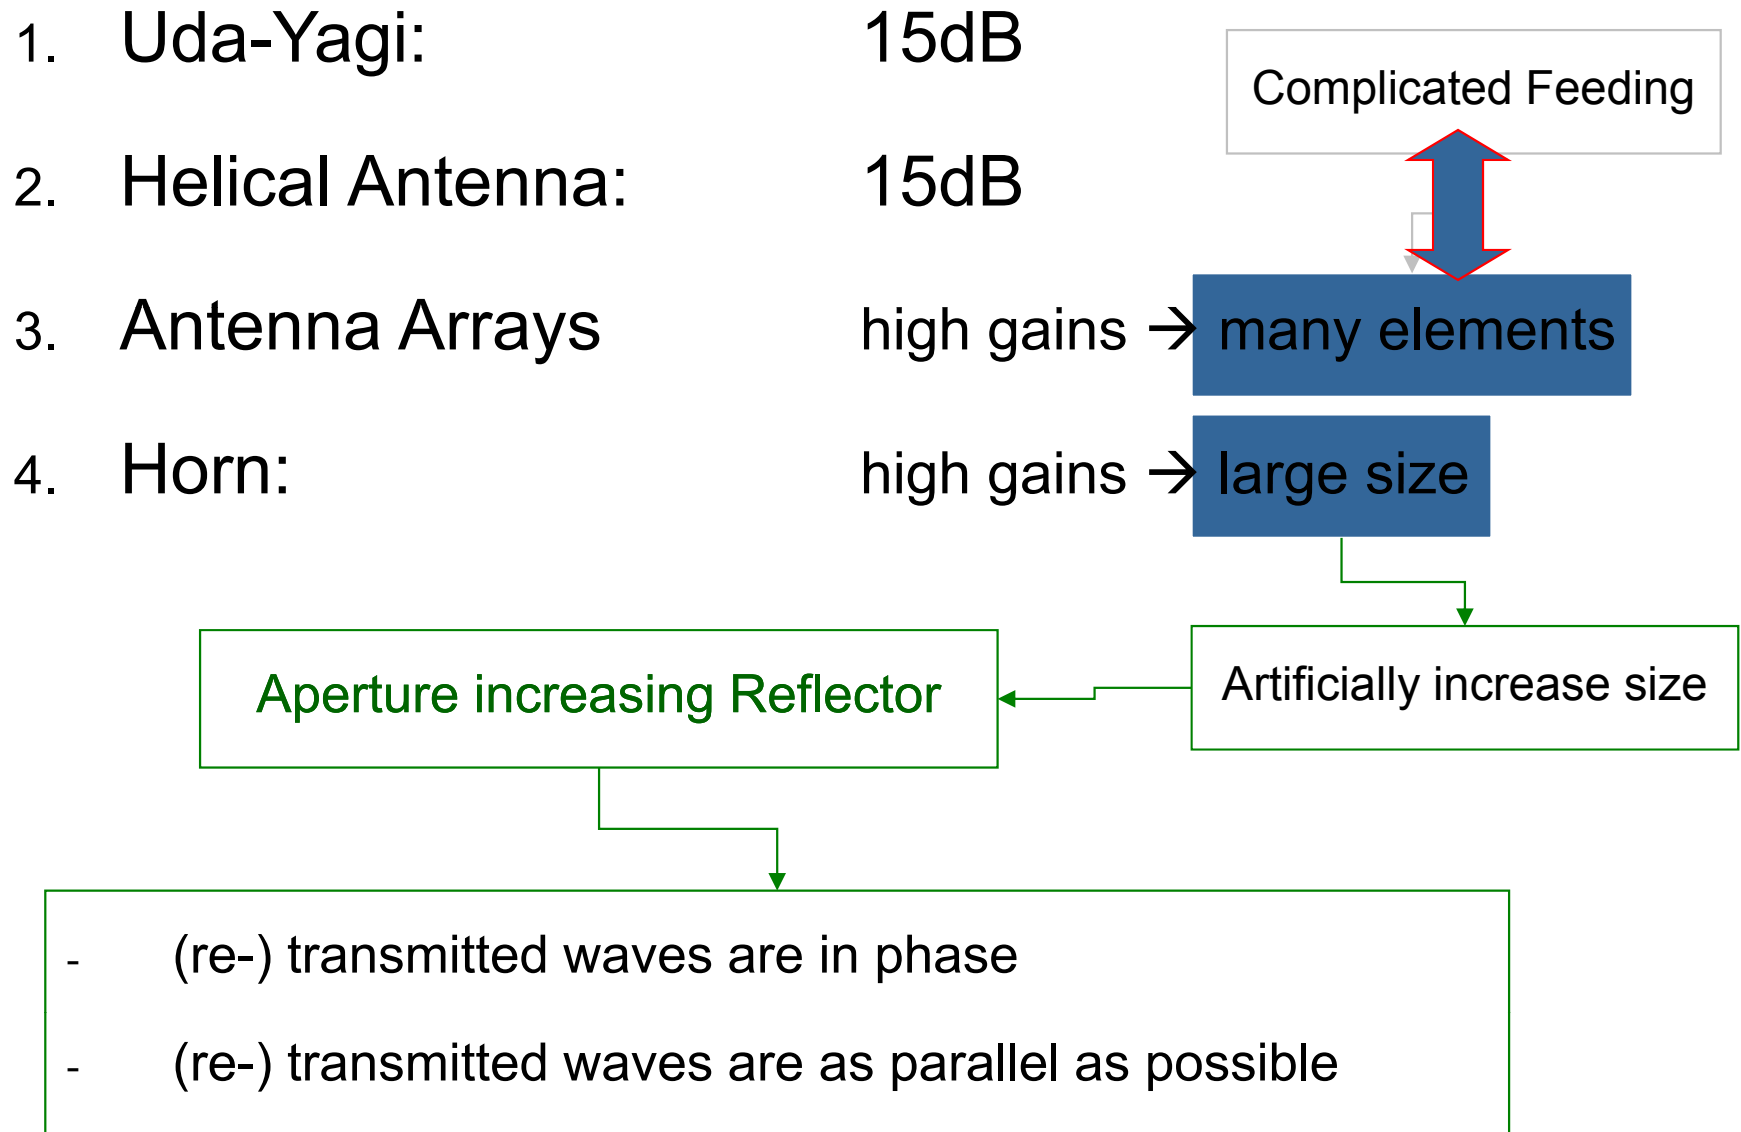 1. Uda-Yagi: 15dB
Complicated Feeding
2. Helical Antenna: 15dB
3. Antenna Arrays high gains → many elements
4. Horn: high gains → large size
Artificially increase size
Aperture increasing Reflector
- (re-) transmitted waves are in phase
- (re-) transmitted waves are as parallel as possible